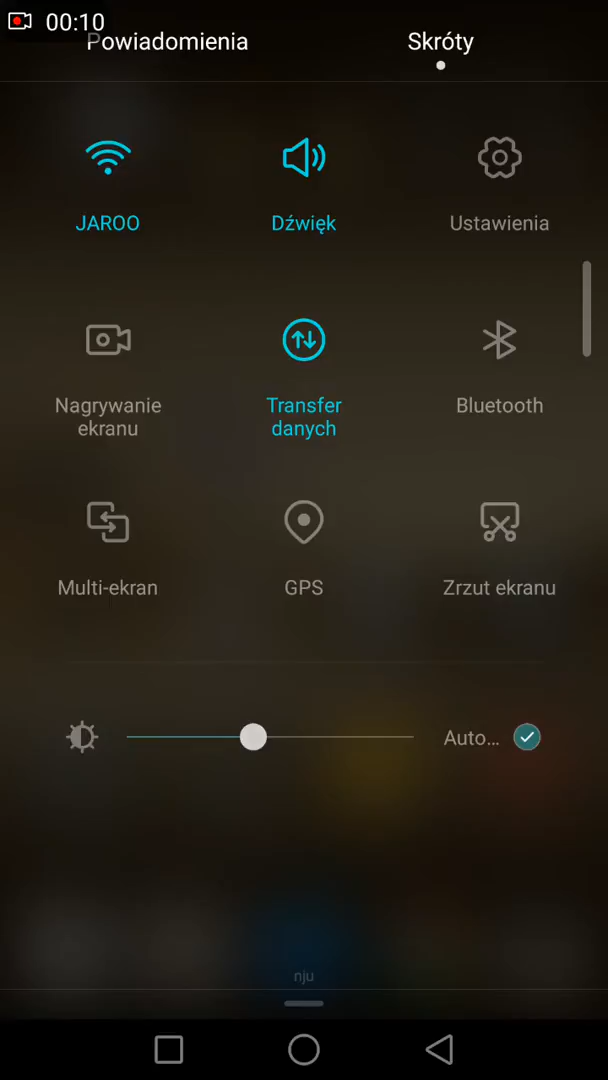 00:10
Powiadomienia
Skróty
JAROO
Dźwięk
Ustawienia
Nagrywanie
ekranu
Transfer
danych
Bluetooth
Multi-ekran
GPS
Zrzut ekranu
Auto...
nju